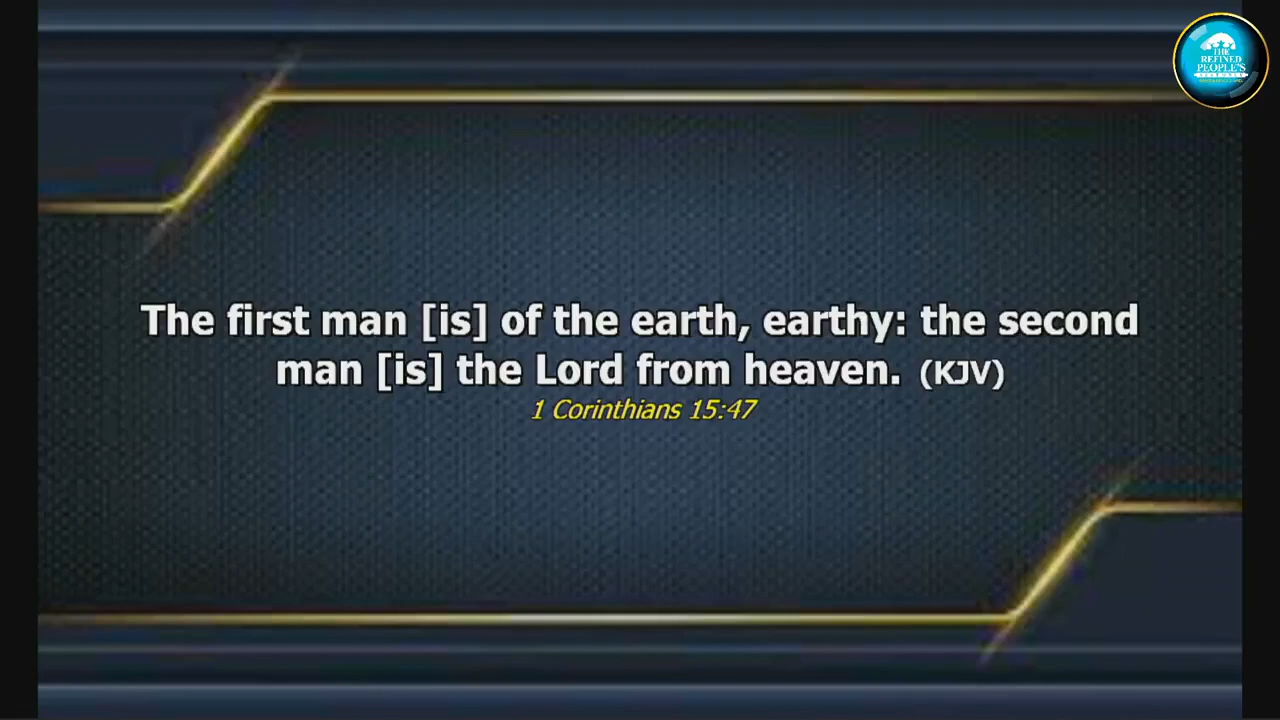 THE
REFINED
PEOPLE'S
The first man [is] of the earth, earthy: the second
man [is] the Lord from heaven. (KJV)
1 Corinthians 15:47